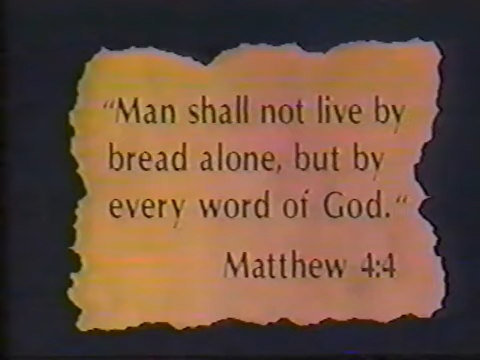 “Man shall not live by
bread alone, but by
every word of God.“
Matthew 4:4